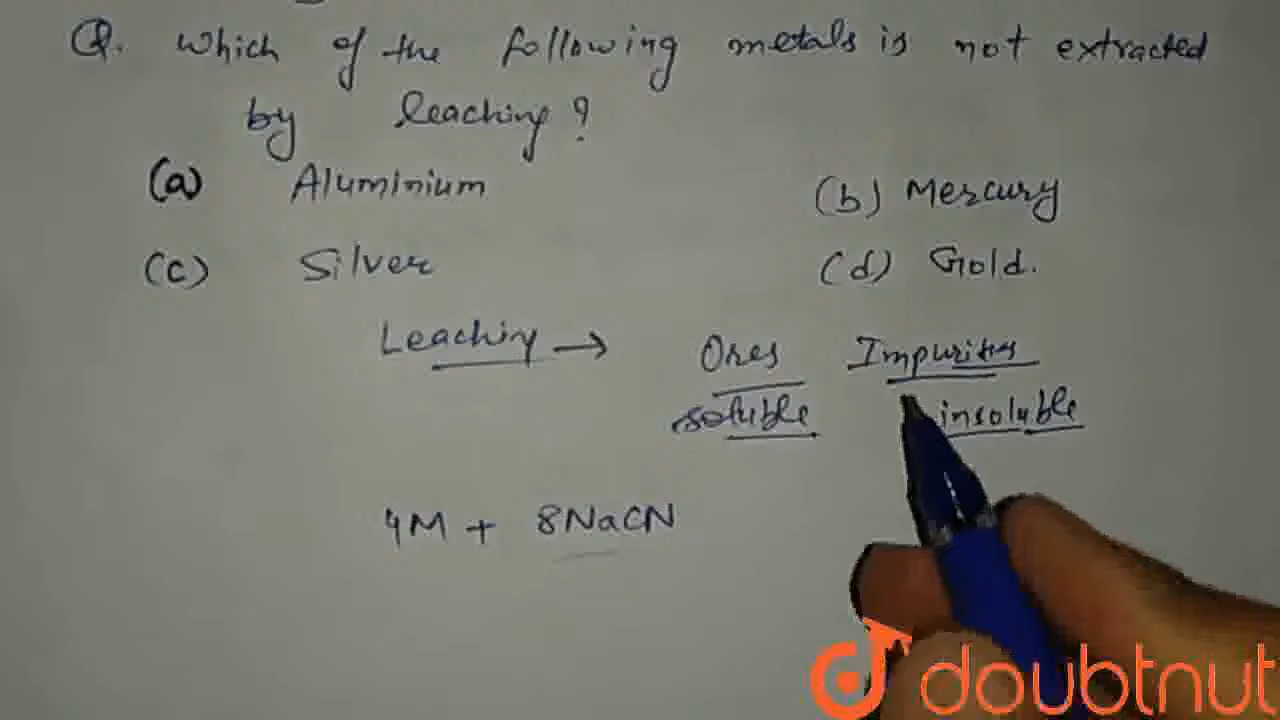 Q. Which of the following metals is not extracted
by leaching?
(a) Aluminium (b) Mercury
(c) Silver (d) Gold.
Leaching → Ores Impurities
soluble insoluble
4M + 8NaCN
doubtnut